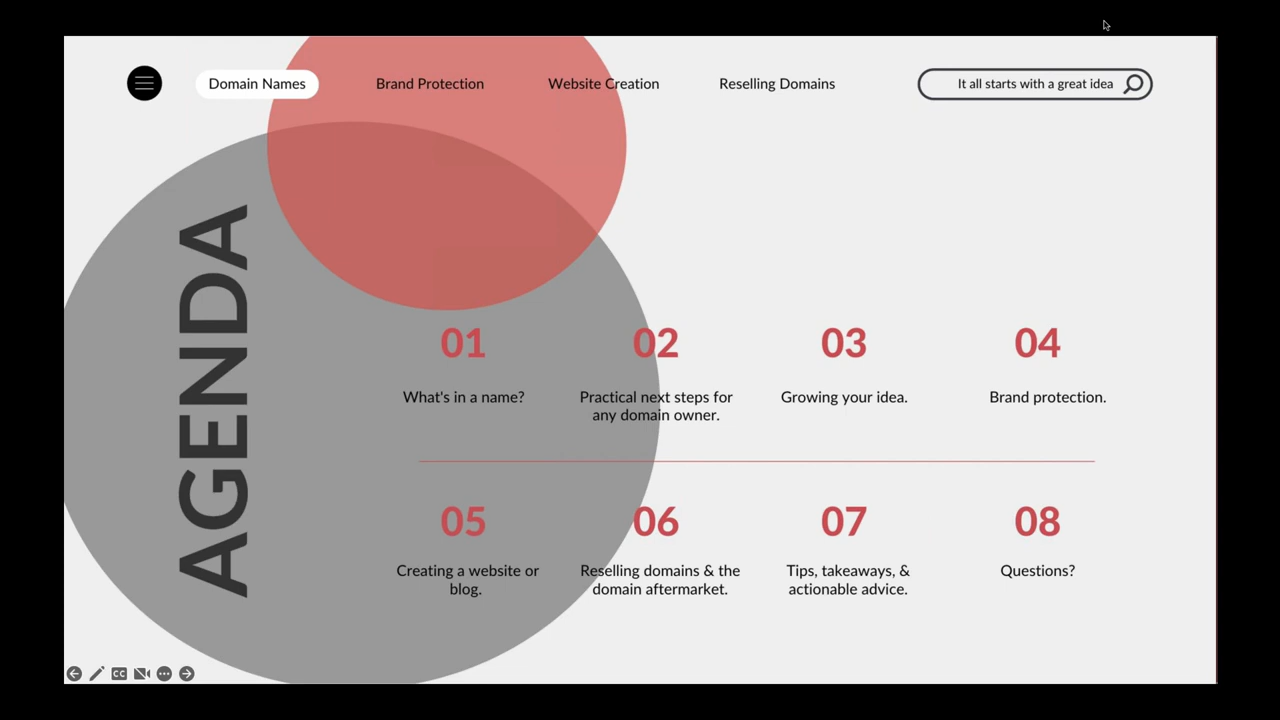 Domain Names
Brand Protection
Website Creation
Reselling Domains
It all starts with a great idea
AGENDA
01
What's in a name?
02
Practical next steps for
any domain owner.
03
Growing your idea.
04
Brand protection.
05
Creating a website or
blog.
06
Reselling domains & the
domain aftermarket.
07
Tips, takeaways, &
actionable advice.
08
Questions?
CC